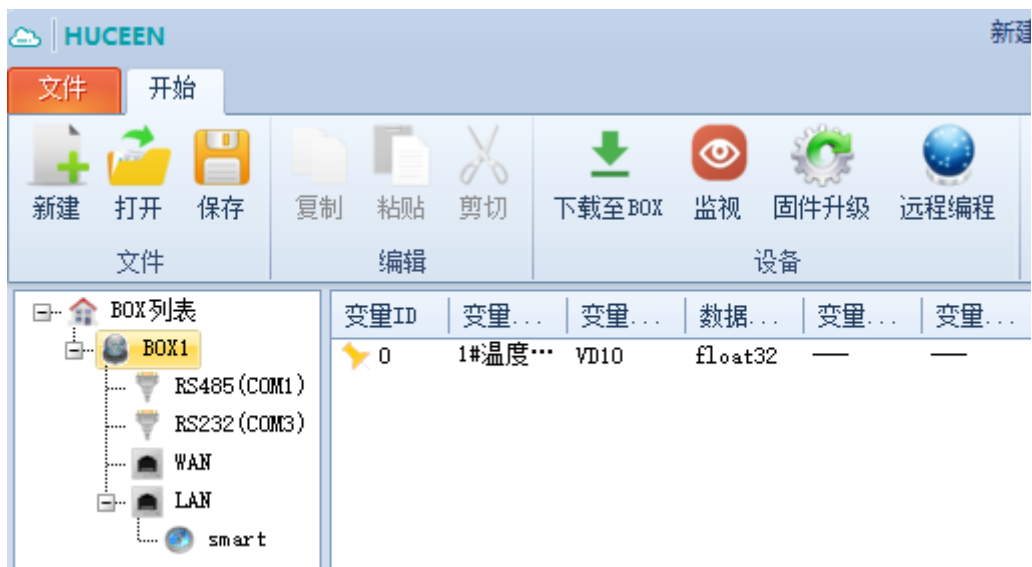 HUCEEN 新建
文件 开始
新建 打开 保存 复制 粘贴 剪切 下载至BOX 监视 固件升级 远程编程
文件 编辑 设备
BOX列表 变量ID 变量... 变量... 数据... 变量... 变量...
BOX1 0 1#温度… VD10 float32 —— ——
RS485(COM1)
RS232(COM3)
WAN
LAN
smart